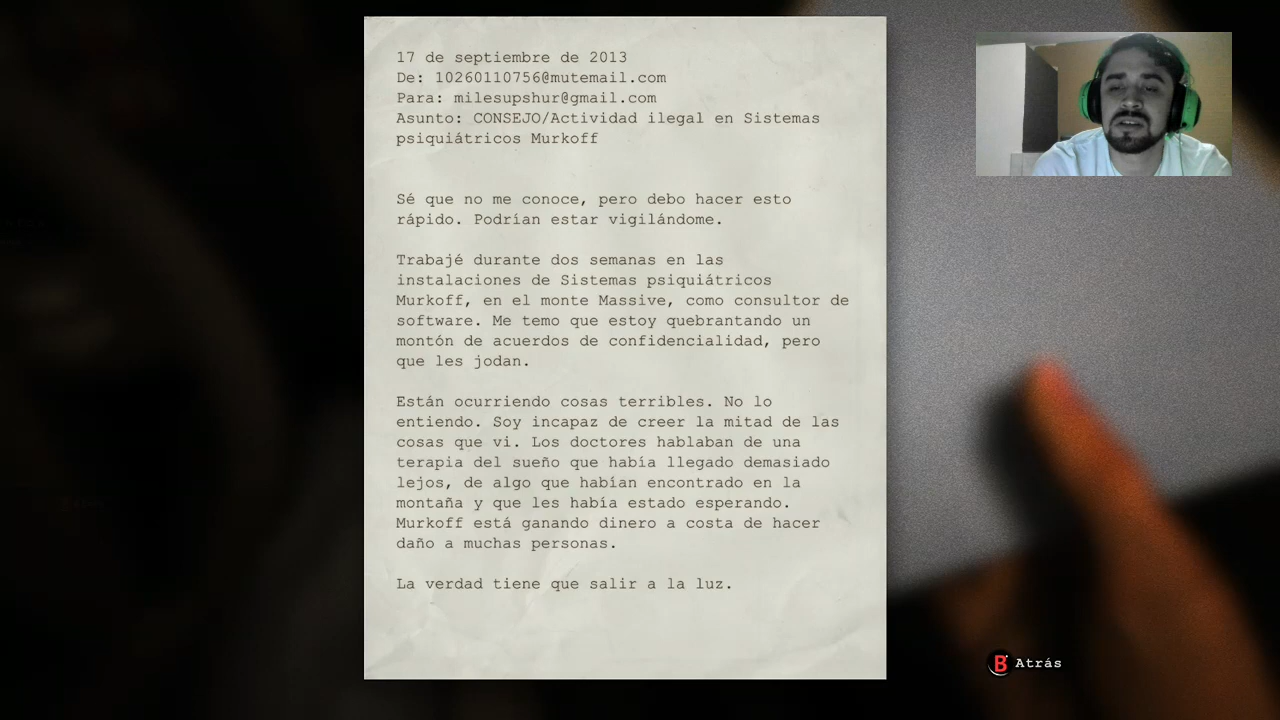 17 de septiembre de 2013
De: 10260110756@mutemail.com
Para: milesupshur@gmail.com
Asunto: CONSEJO/Actividad ilegal en Sistemas
psiquiátricos Murkoff
Sé que no me conoce, pero debo hacer esto
rápido. Podrían estar vigilándome.
Trabajé durante dos semanas en las
instalaciones de Sistemas psiquiátricos
Murkoff, en el monte Massive, como consultor de
software. Me temo que estoy quebrantando un
montón de acuerdos de confidencialidad, pero
que les jodan.
Están ocurriendo cosas terribles. No lo
entiendo. Soy incapaz de creer la mitad de las
cosas que vi. Los doctores hablaban de una
terapia del sueño que había llegado demasiado
lejos, de algo que habían encontrado en la
montaña y que les había estado esperando.
Murkoff está ganando dinero a costa de hacer
daño a muchas personas.
La verdad tiene que salir a la luz.
B Atrás